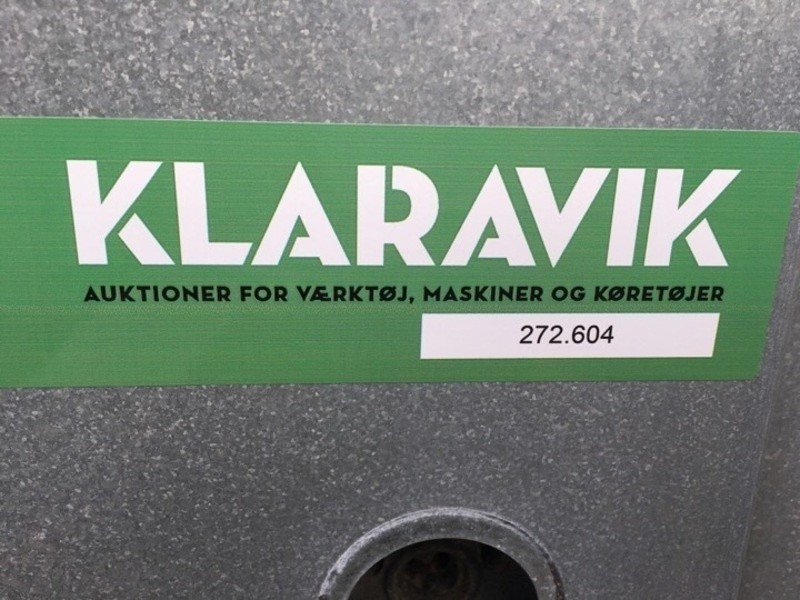 KLARAVIK
AUKTIONER FOR VÆRKTØJ, MASKINER OG KØRETØJER
272.604